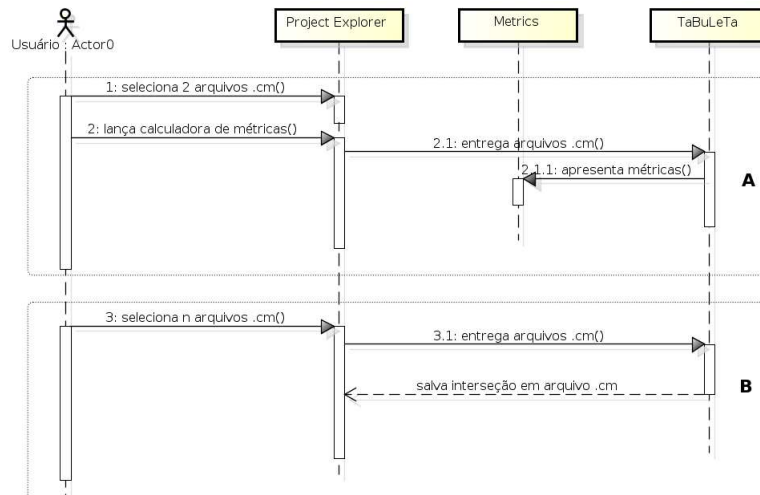 Project Explorer
Metrics
TaBuLeTa
Usuário : Actor0
1: seleciona 2 arquivos .cm()
2: lança calculadora de métricas()
2.1: entrega arquivos .cm()
2.1.1: apresenta métricas()
A
3: seleciona n arquivos .cm()
3.1: entrega arquivos .cm()
salva interseção em arquivo .cm
B